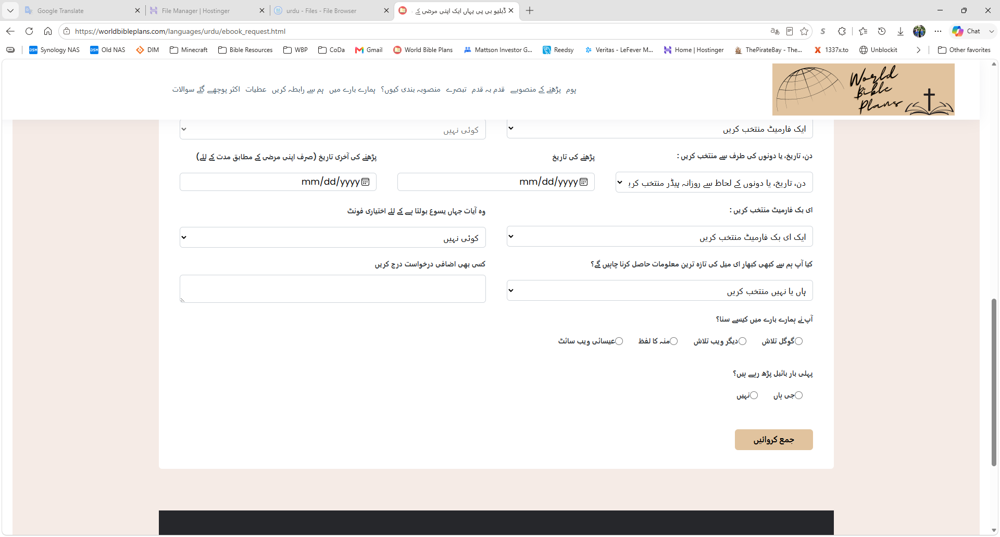 Google Translate
File Manager | Hostinger
urdu - Files - File Browser
ڈبلیو بی پی یہاں ایک اپنی مرضی کے
https://worldbibleplans.com/languages/urdu/ebook_request.html
Chat
Synology NAS
Old NAS
DIM
Minecraft
Bible Resources
WBP
CoDa
Gmail
World Bible Plans
Mattson Investor G...
Reedsy
Veritas - LeFever M...
Home | Hostinger
ThePirateBay - The...
1337x.to
Unblockit
Other favorites
World
Bible
Plans
ہوم پڑھنے کے منصوبے قدم بہ قدم تبصرے منصوبہ بندی کیوں؟ ہمارے بارے میں ہم سے رابطہ کریں عطیات اکثر پوچھے گئے سوالات
ایک فارمیٹ منتخب کریں
کوئی نہیں
دن، تاریخ، یا دونوں کی طرف سے منتخب کریں :
پڑھنے کی تاریخ
پڑھنے کی آخری تاریخ (صرف اپنی مرضی کے مطابق مدت کے لئے)
دن، تاریخ، یا دونوں کے لحاظ سے روزانہ ہیڈر منتخب کری
mm/dd/yyyy
mm/dd/yyyy
ای بک فارمیٹ منتخب کریں :
وہ آیات جہاں یسوع بولتا ہے کے لئے اختیاری فونٹ
ایک ای بک فارمیٹ منتخب کریں
کوئی نہیں
کیا آپ ہم سے کبھی کبھار ای میل کی تازہ ترین معلومات حاصل کرنا چاہیں گے؟
کسی بھی اضافی درخواست درج کریں
ہاں یا نہیں منتخب کریں
آپ نے ہمارے بارے میں کیسے سنا؟
گوگل تلاش
دیگر ویب تلاش
منہ کا لفظ
عیسائی ویب سائٹ
پہلی بار بائبل پڑھ رہے ہیں؟
جی ہاں
نہیں
جمع کروائیں